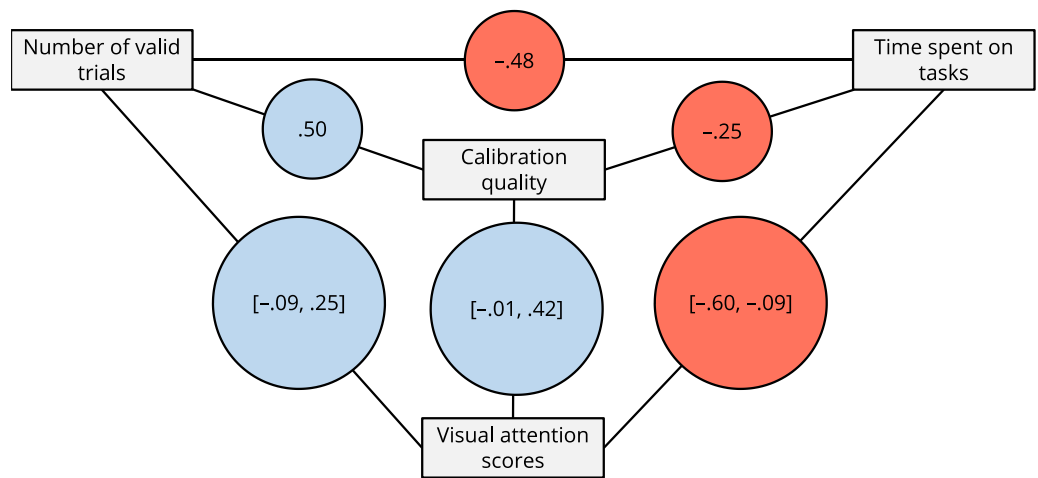 Number of valid
trials
–.48
Time spent on
tasks
.50
–.25
Calibration
quality
[–.09, .25]
[–.01, .42]
[–.60, –.09]
Visual attention
scores